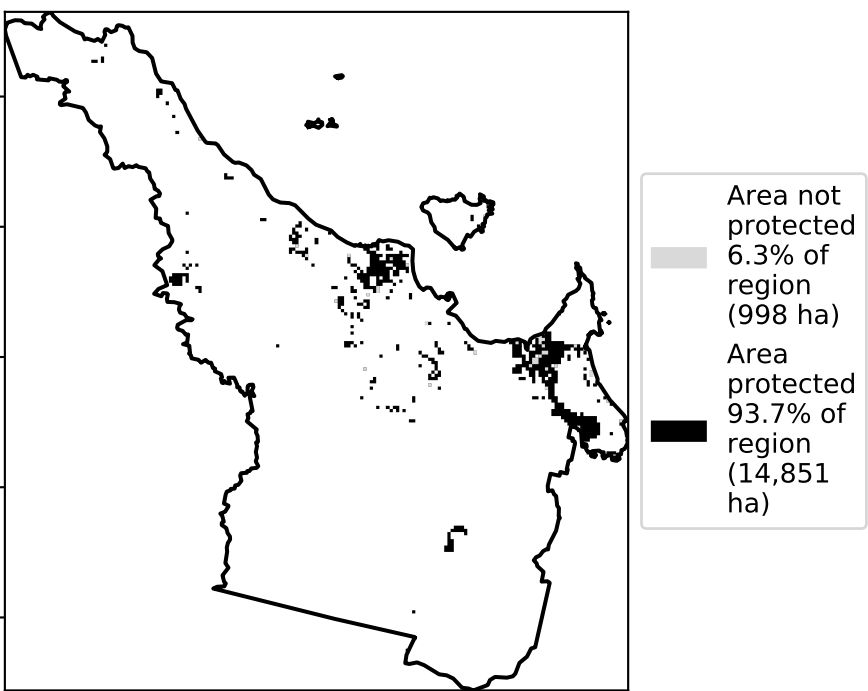 Area not
protected
6.3% of
region
(998 ha)
Area
protected
93.7% of
region
(14,851
ha)